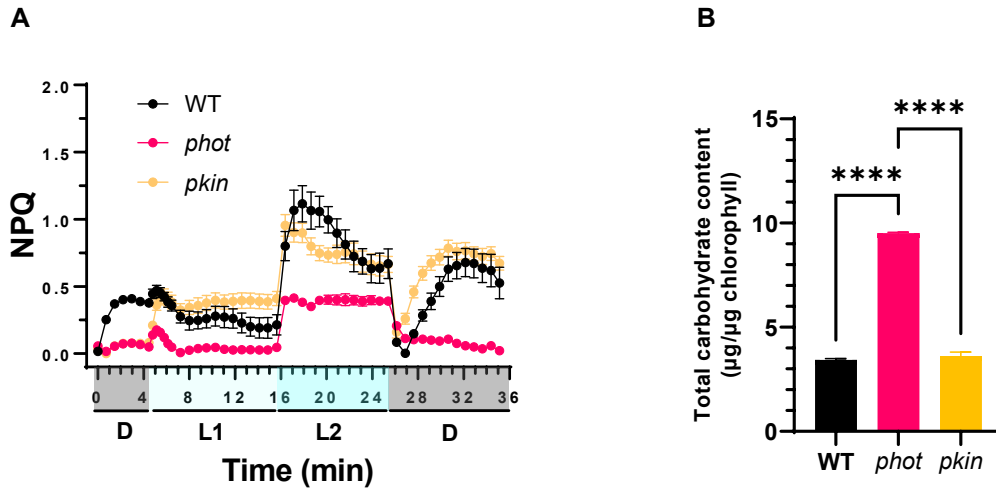 A
NPQ
2.0
1.5
1.0
0.5
0.0
WT
phot
pkin
0 4 8 12 16 20 24 28 32 36
D L1 L2 D
Time (min)
B
Total carbohydrate content
(µg/µg chlorophyll)
15
10
5
0
****
****
WT phot pkin